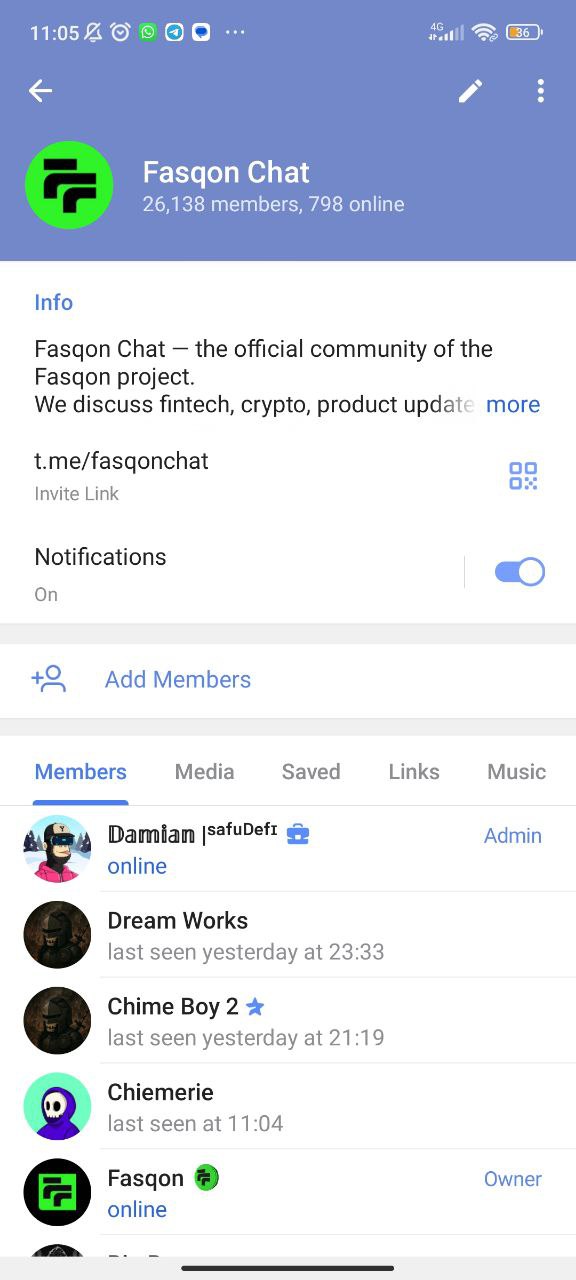 11:05
4G
36
Fasqon Chat
26,138 members, 798 online
Info
Fasqon Chat — the official community of the
Fasqon project.
We discuss fintech, crypto, product update more
t.me/fasqonchat
Invite Link
Notifications
On
Add Members
Members Media Saved Links Music
𝔻𝕒𝕞𝕚𝕒𝕟 |ˢᵃᶠᵘᴰᵉᶠᶦ Admin
online
Dream Works
last seen yesterday at 23:33
Chime Boy 2
last seen yesterday at 21:19
Chiemerie
last seen at 11:04
Fasqon Owner
online